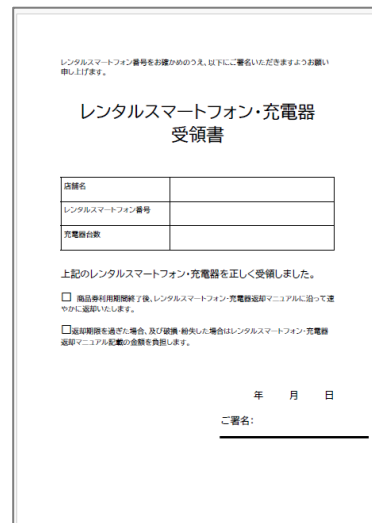 レンタルスマートフォン番号をお確かめのうえ、以下にご署名いただきますようお願い
申し上げます。
レンタルスマートフォン・充電器
受領書
店舗名
レンタルスマートフォン番号
充電器台数
上記のレンタルスマートフォン・充電器を正しく受領しました。
□ 商品券利用期間終了後、レンタルスマートフォン・充電器返却マニュアルに沿って速
やかに返却いたします。
□返却期限を過ぎた場合、及び破損・紛失した場合はレンタルスマートフォン・充電器
返却マニュアル記載の金額を負担します。
年 月 日
ご署名: